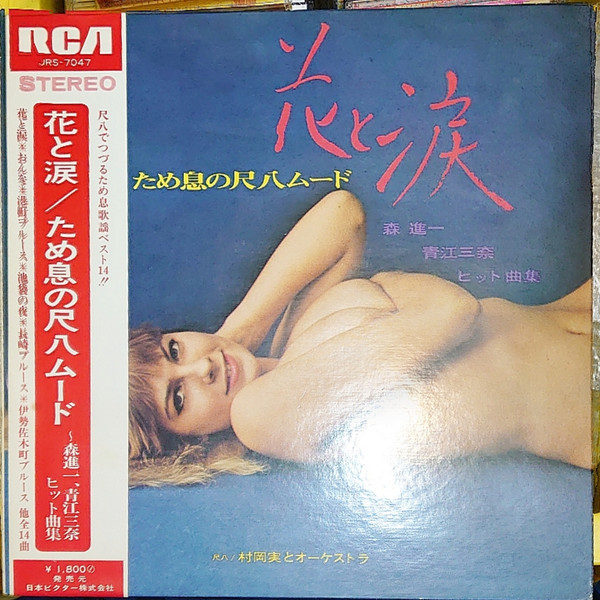 RCA
JRS-7047
STEREO
尺八でつづるため息歌謡ベスト14!!
花と涙/ため息の尺八ムード
~森進一、青江三奈
ヒット曲集
花と涙*おんな*港町ブルース*池袋の夜*長崎ブルース*伊勢佐木町ブルース 他全14曲
¥1,800
発売元
日本ビクター株式会社
花と涙
ため息の尺八ムード
森 進一
青江三奈
ヒット曲集
尺八/村岡実とオーケストラ